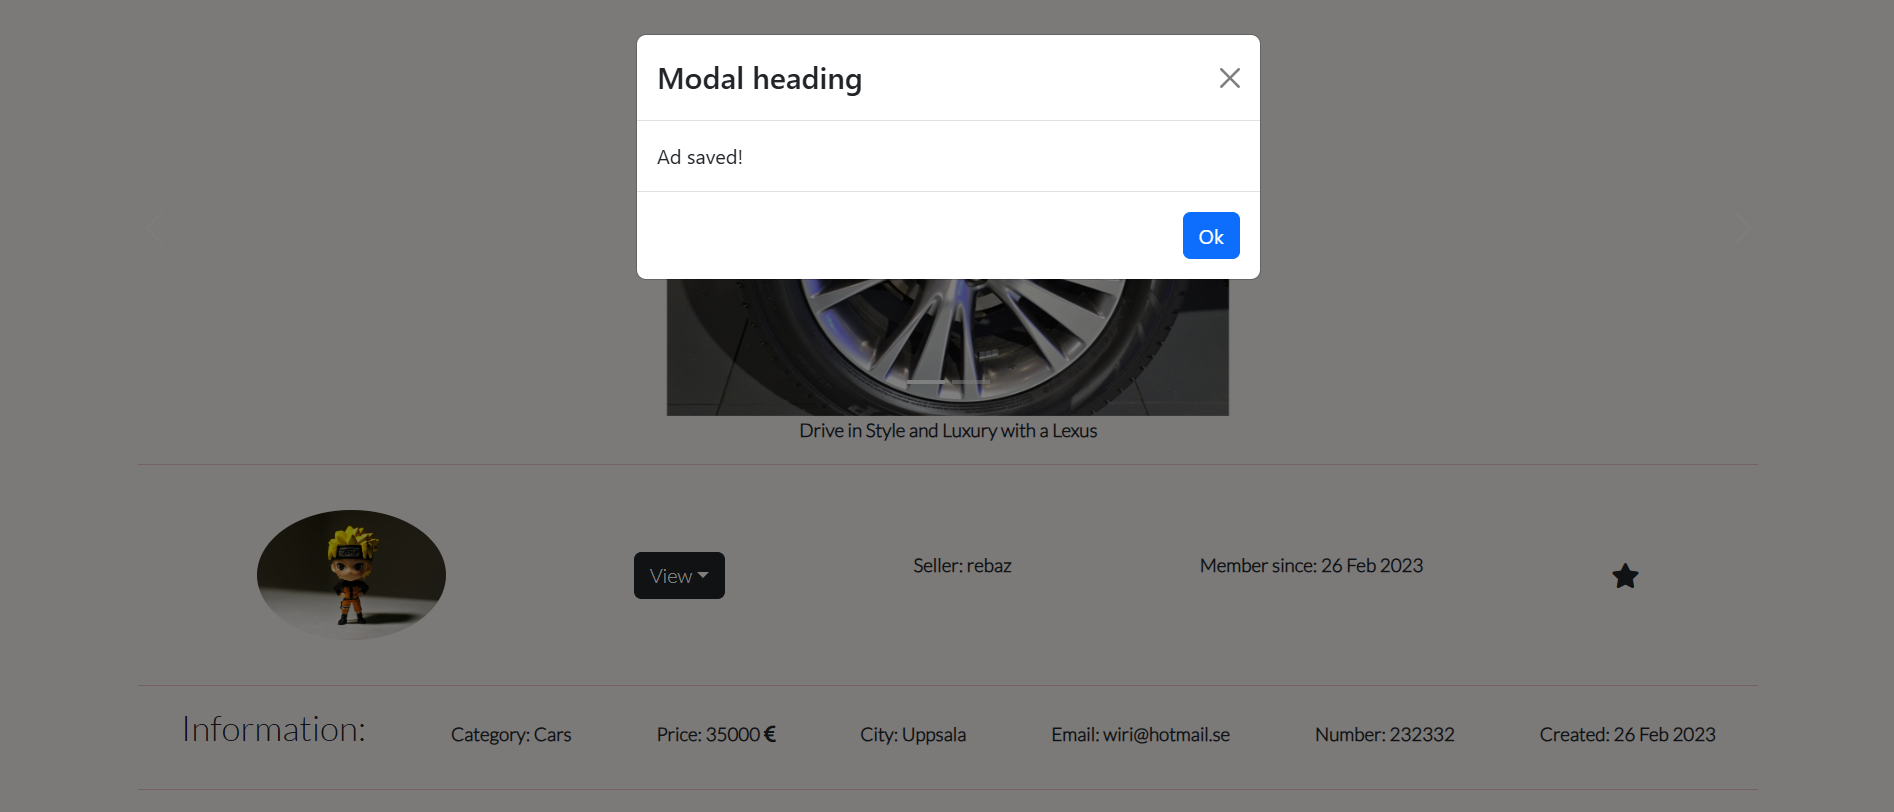 Modal heading
Ad saved!
Ok
Drive in Style and Luxury with a Lexus
View
Seller: rebaz
Member since: 26 Feb 2023
Information:
Category: Cars
Price: 35000 €
City: Uppsala
Email: wiri@hotmail.se
Number: 232332
Created: 26 Feb 2023